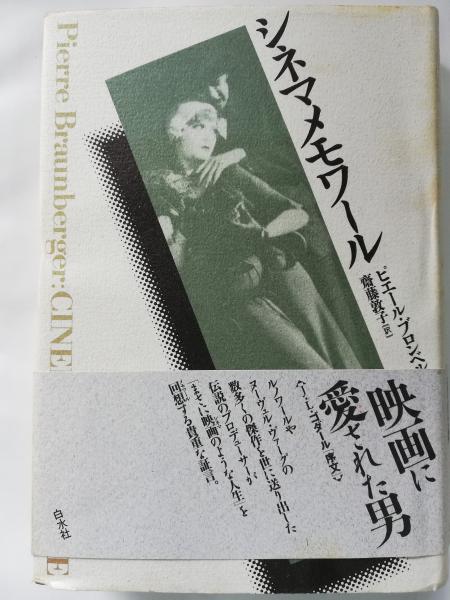 シネマメモワール
ピエール・ブロンベ
齋藤敦子[訳]
Pierre Braunberger:CINE
映画に
愛された男
ル・ゴダール〈序文〉
ルノワールや
ヌーヴェル・ヴァーグの
数多くの傑作を世に送り出した
伝説のプロデューサーが
「まさに映画のような人生」を
回想する貴重な証言。
白水社
E